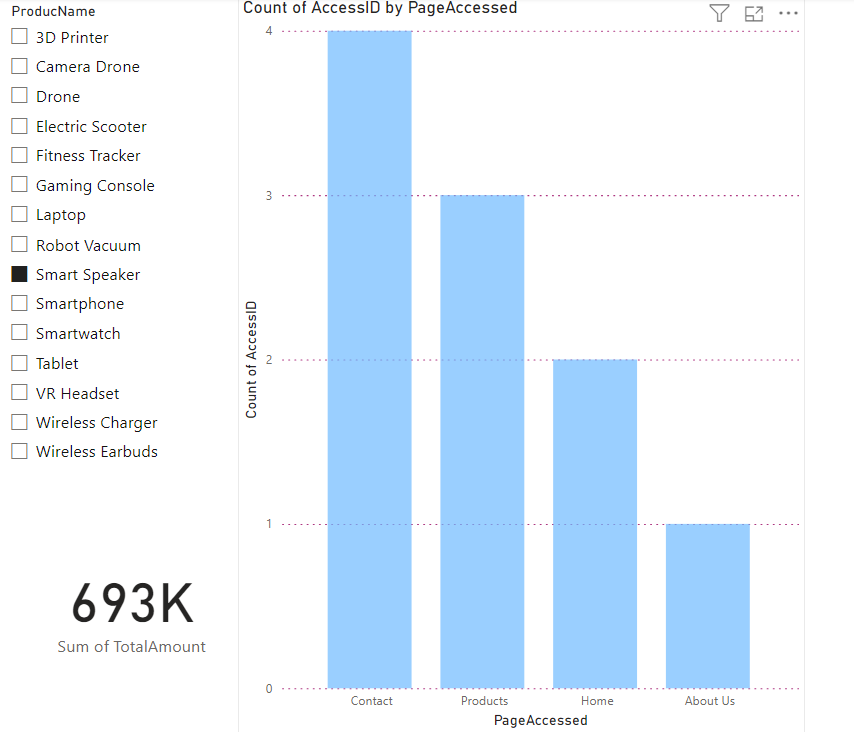 ProducName
3D Printer
Camera Drone
Drone
Electric Scooter
Fitness Tracker
Gaming Console
Laptop
Robot Vacuum
Smart Speaker
Smartphone
Smartwatch
Tablet
VR Headset
Wireless Charger
Wireless Earbuds
693K
Sum of TotalAmount
Count of AccessID by PageAccessed
Count of AccessID
4
3
2
1
0
Contact Products Home About Us
PageAccessed